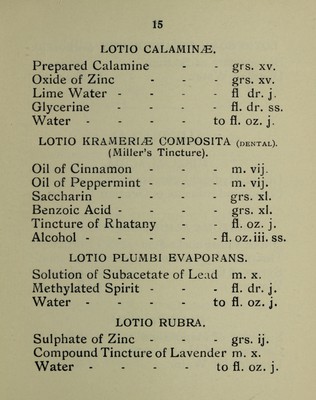 15
LOTIO CALAMINÆ.
Prepared Calamine - - grs. xv.
Oxide of Zinc - - - grs. xv.
Lime Water - - - - fl dr. j.
Glycerine - - - - fl. dr. ss.
Water - - - - to fl. oz. j.
LOTIO KRAMERIÆ COMPOSITA (DENTAL).
(Miller's Tincture).
Oil of Cinnamon - - - m. vij.
Oil of Peppermint - - - m. vij.
Saccharin - - - - grs. xl.
Benzoic Acid - - - - grs. xl.
Tincture of Rhatany - - fl. oz. j.
Alcohol - - - - - fl. oz. iii. ss.
LOTIO PLUMBI EVAPORANS.
Solution of Subacetate of Lead m. x.
Methylated Spirit - - - fl. dr. j.
Water - - - - to fl. oz. j.
LOTIO RUBRA.
Sulphate of Zinc - - - grs. ij.
Compound Tincture of Lavender m. x.
Water - - - - to fl. oz. j.